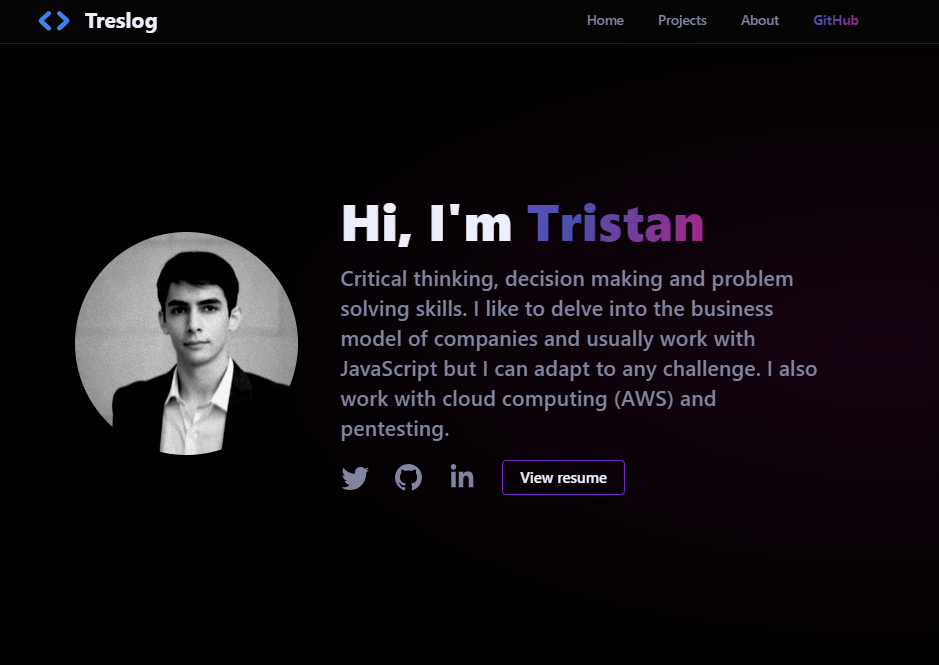 Treslog
Home Projects About GitHub
Hi, I'm Tristan
Critical thinking, decision making and problem
solving skills. I like to delve into the business
model of companies and usually work with
JavaScript but I can adapt to any challenge. I also
work with cloud computing (AWS) and
pentesting.
View resume